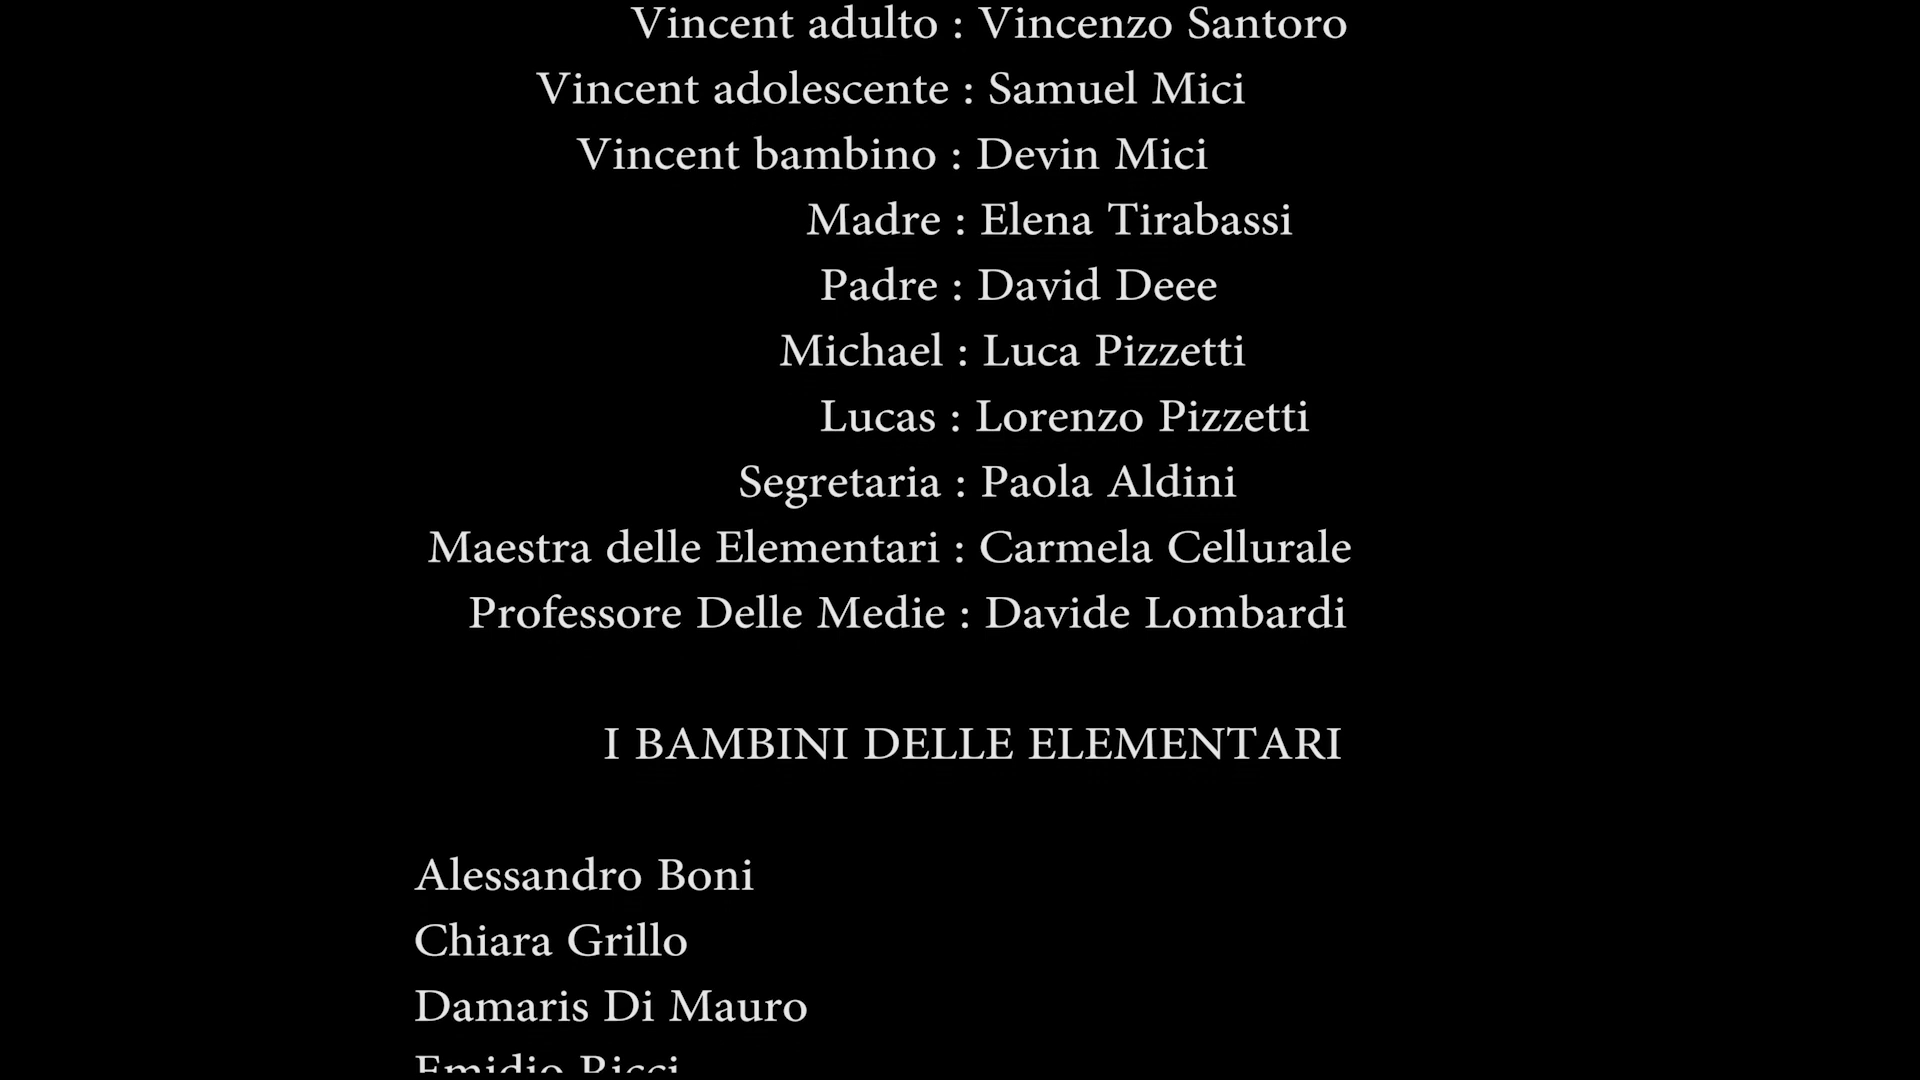 Vincent adulto : Vincenzo Santoro
Vincent adolescente : Samuel Mici
Vincent bambino : Devin Mici
Madre : Elena Tirabassi
Padre : David Deee
Michael : Luca Pizzetti
Lucas : Lorenzo Pizzetti
Segretaria : Paola Aldini
Maestra delle Elementari : Carmela Cellurale
Professore Delle Medie : Davide Lombardi
I BAMBINI DELLE ELEMENTARI
Alessandro Boni
Chiara Grillo
Damaris Di Mauro
Emidio Ricci